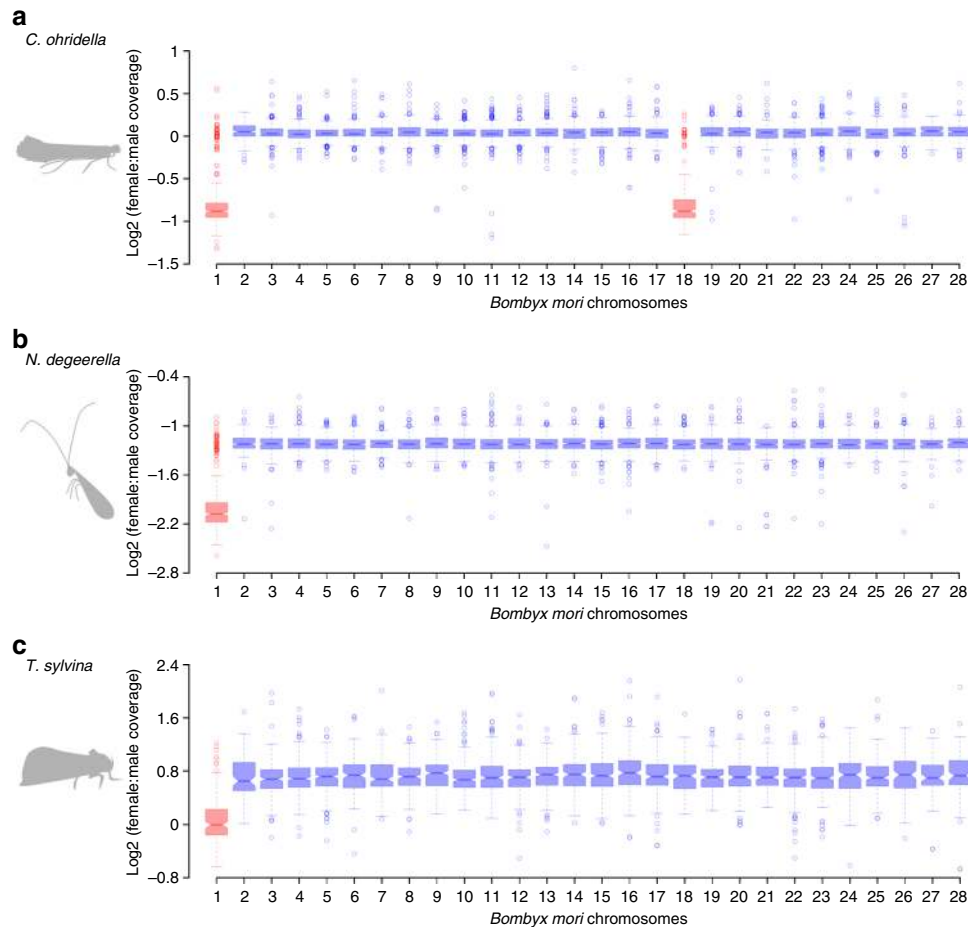 a
C. ohridella
Log2 (female:male coverage)
1
0
−0.5
−1
−1.5
1 2 3 4 5 6 7 8 9 10 11 12 13 14 15 16 17 18 19 20 21 22 23 24 25 26 27 28
Bombyx mori chromosomes
b
N. degeerella
Log2 (female:male coverage)
−0.4
−1
−1.6
−2.2
−2.8
1 2 3 4 5 6 7 8 9 10 11 12 13 14 15 16 17 18 19 20 21 22 23 24 25 26 27 28
Bombyx mori chromosomes
c
T. sylvina
Log2 (female:male coverage)
2.4
1.6
0.8
0
−0.8
1 2 3 4 5 6 7 8 9 10 11 12 13 14 15 16 17 18 19 20 21 22 23 24 25 26 27 28
Bombyx mori chromosomes